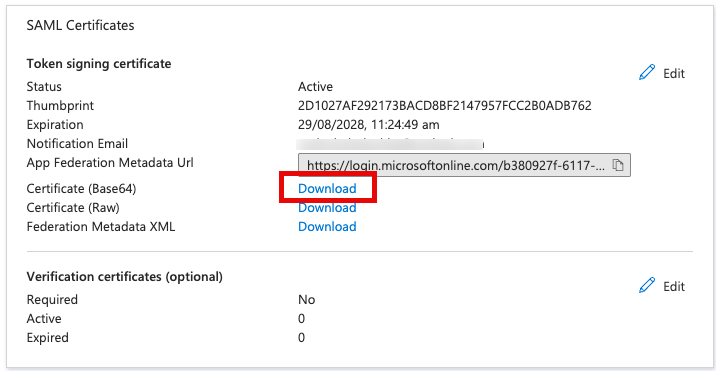 SAML Certificates
Token signing certificate
Edit
Status Active
Thumbprint 2D1027AF292173BACD8BF2147957FCC2B0ADB762
Expiration 29/08/2028, 11:24:49 am
Notification Email
App Federation Metadata Url https://login.microsoftonline.com/b380927f-6117-...
Certificate (Base64) Download
Certificate (Raw) Download
Federation Metadata XML Download
Verification certificates (optional)
Edit
Required No
Active 0
Expired 0